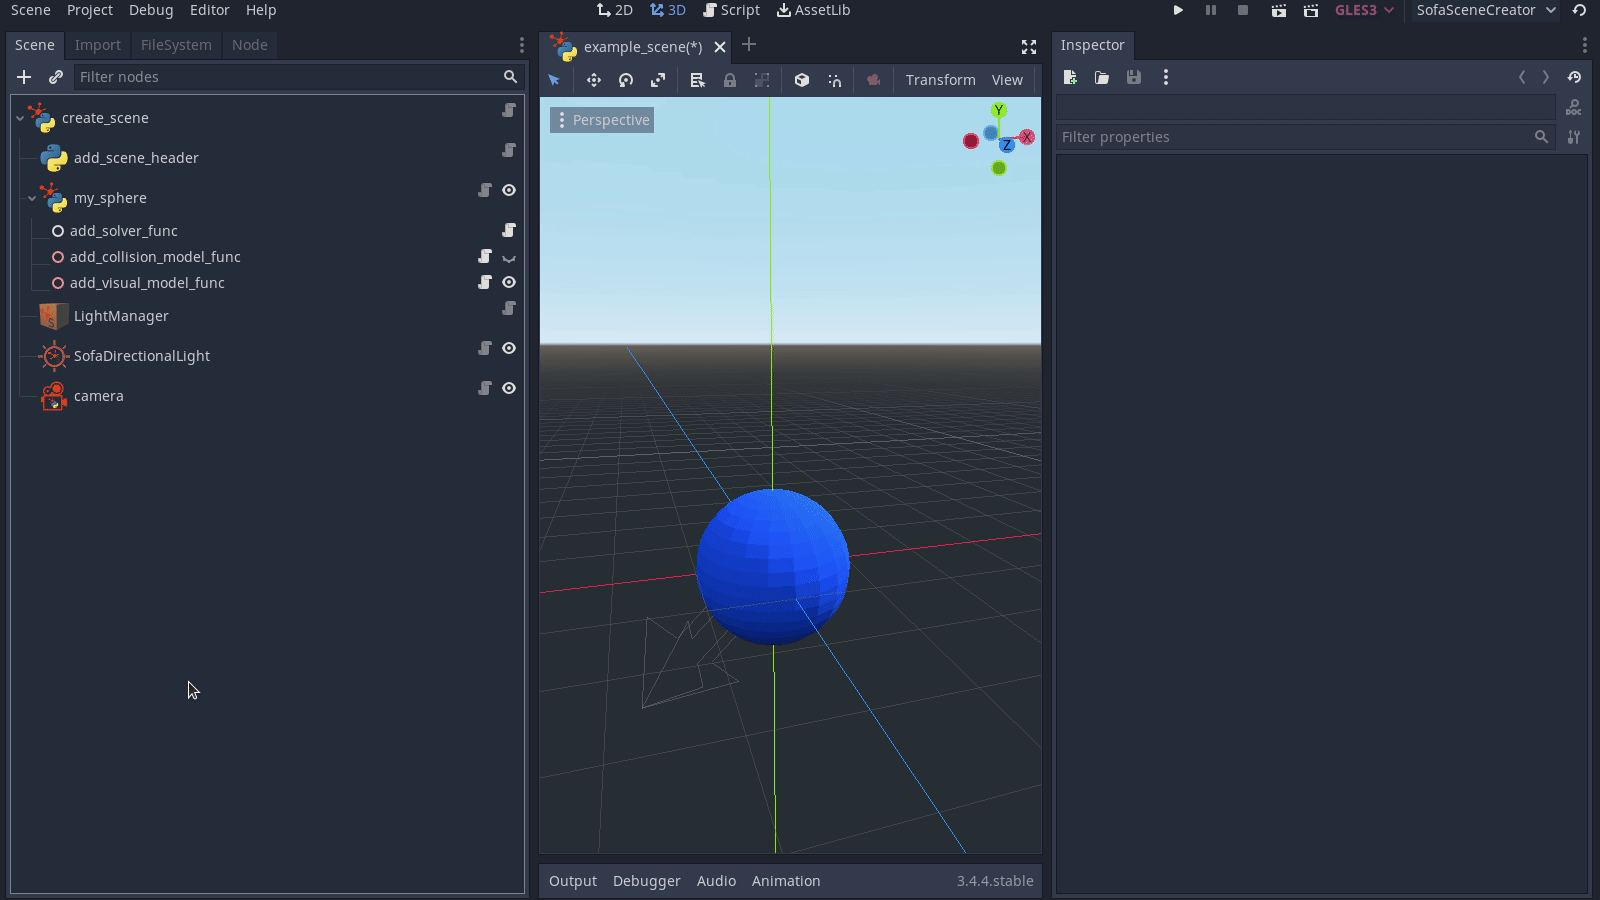 Scene Project Debug Editor Help 2D 3D Script AssetLib GLES3 SofaSceneCreator
Scene Import FileSystem Node
example_scene(*)
Inspector
Filter nodes
Transform View
create_scene
Perspective
Y
X
Z
Filter properties
add_scene_header
my_sphere
add_solver_func
add_collision_model_func
add_visual_model_func
LightManager
SofaDirectionalLight
camera
Output Debugger Audio Animation 3.4.4.stable